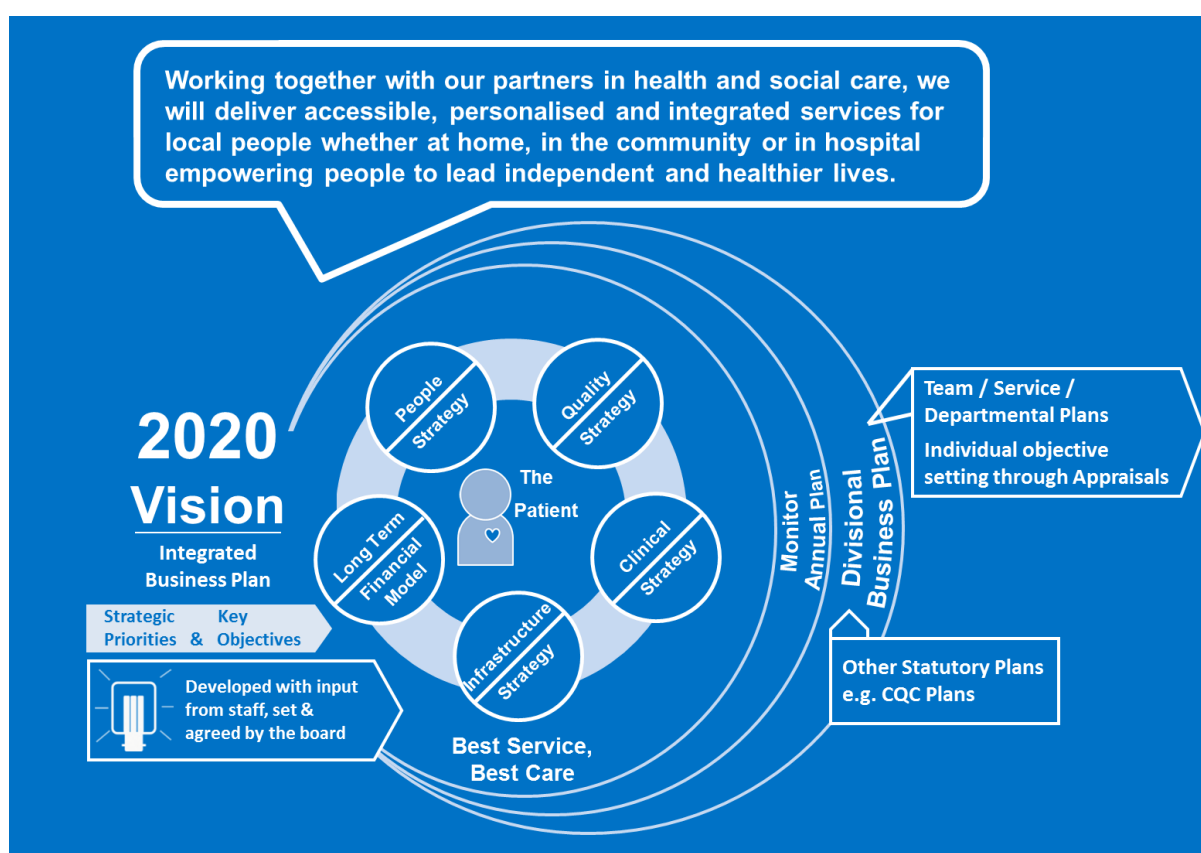 Working together with our partners in health and social care, we
will deliver accessible, personalised and integrated services for
local people whether at home, in the community or in hospital
empowering people to lead independent and healthier lives.
2020
Vision
Integrated
Business Plan
Strategic Key
Priorities & Objectives
Developed with input
from staff, set &
agreed by the board
People
Strategy
Quality
Strategy
The
Patient
Long Term
Financial
Model
Clinical
Strategy
Infrastructure
Strategy
Best Service,
Best Care
Monitor
Annual Plan
Divisional
Business Plan
Team / Service /
Departmental Plans
Individual objective
setting through Appraisals
Other Statutory Plans
e.g. CQC Plans